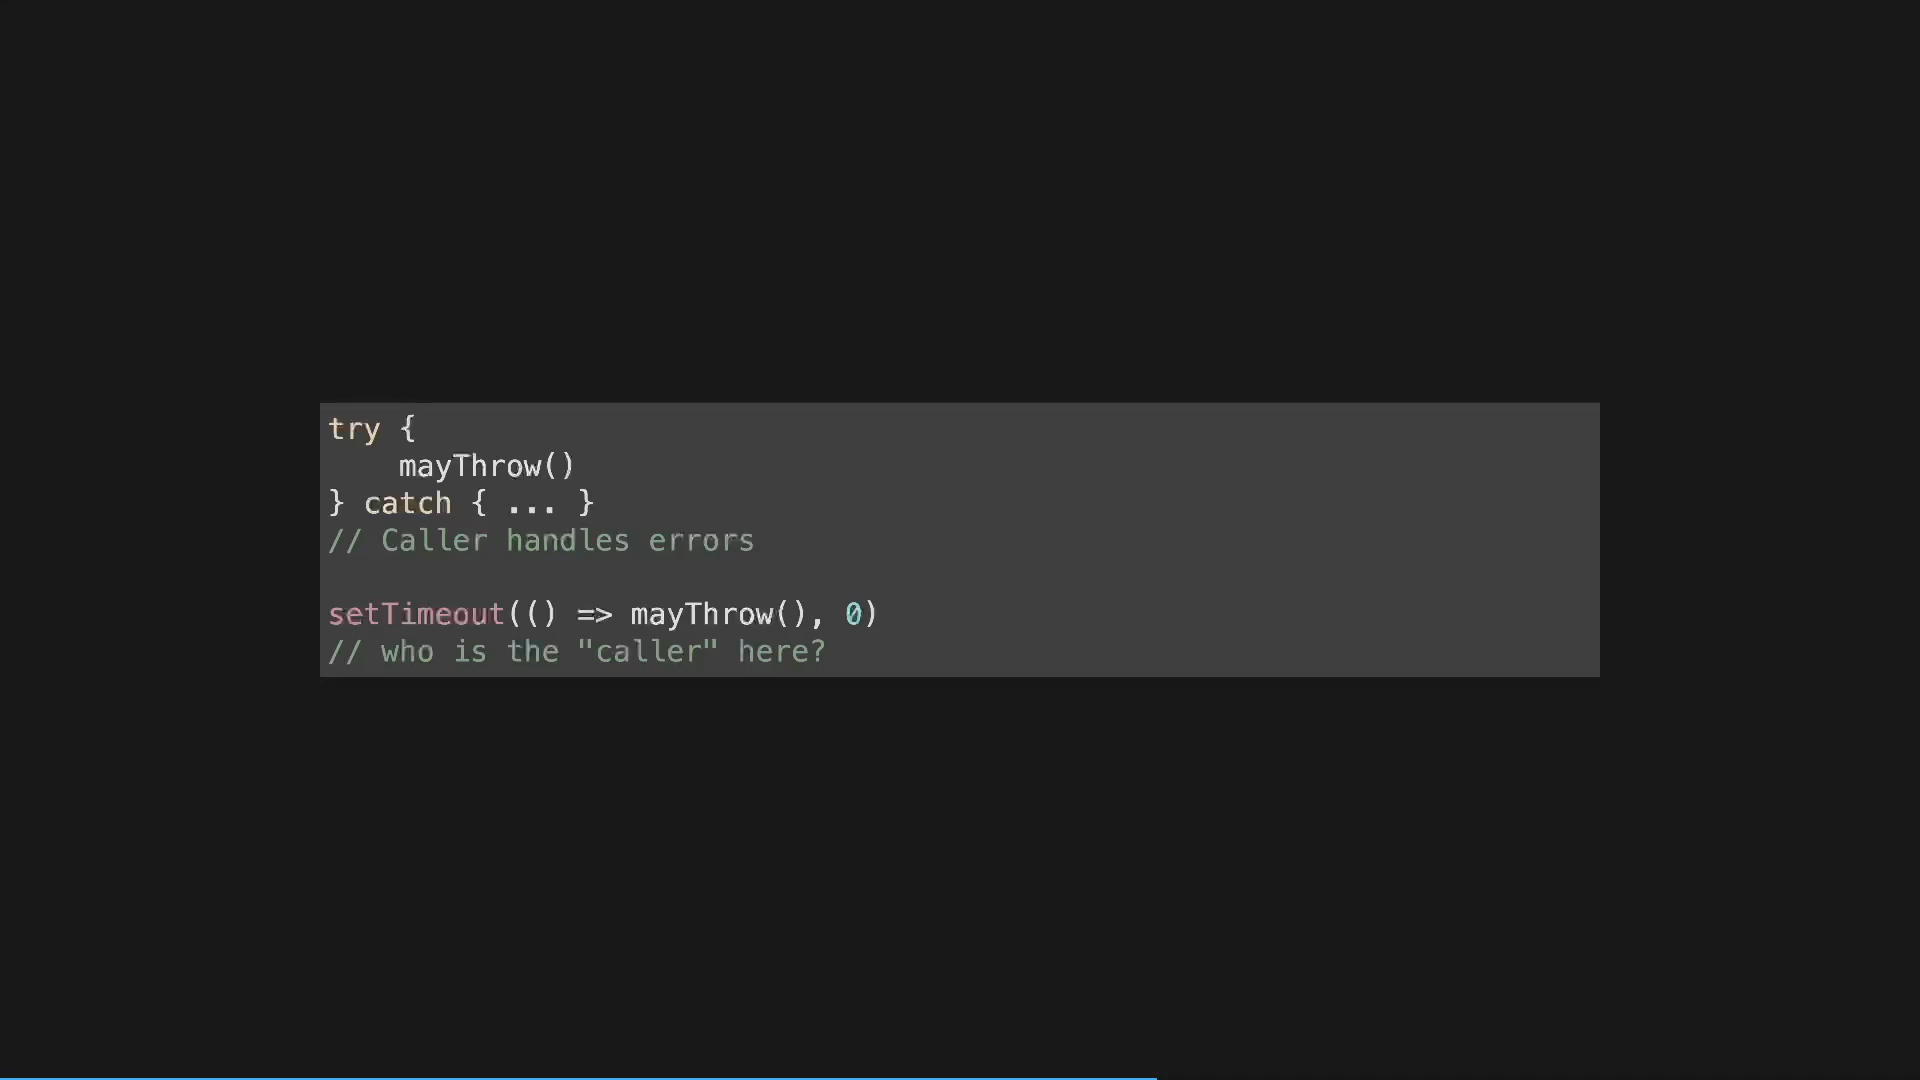 try {
    mayThrow()
} catch { ... }
// Caller handles errors

setTimeout(() => mayThrow(), 0)
// who is the "caller" here?